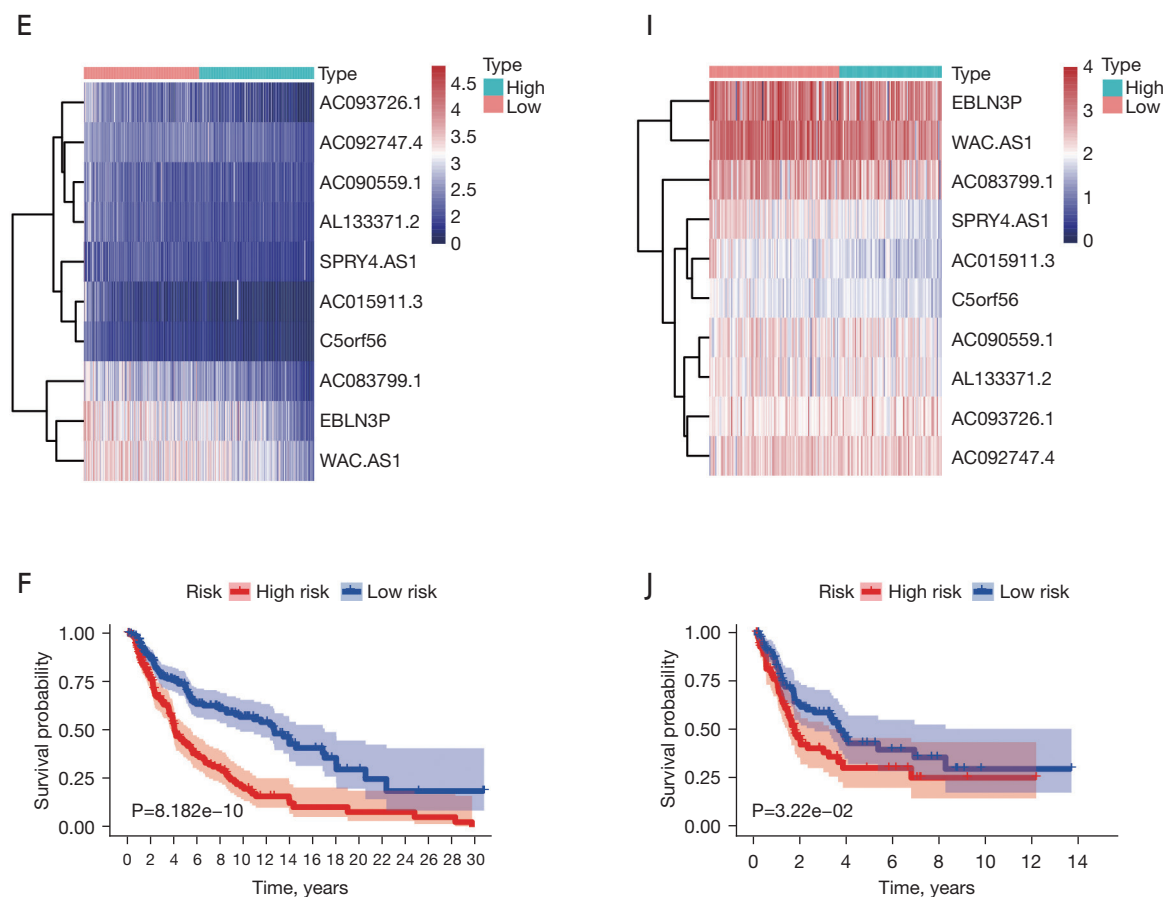 E
Type
AC093726.1
AC092747.4
AC090559.1
AL133371.2
SPRY4.AS1
AC015911.3
C5orf56
AC083799.1
EBLN3P
WAC.AS1
4.5
4
3.5
3
2.5
2
0
Type
High
Low
I
Type
EBLN3P
WAC.AS1
AC083799.1
SPRY4.AS1
AC015911.3
C5orf56
AC090559.1
AL133371.2
AC093726.1
AC092747.4
4
3
2
1
0
Type
High
Low
F
Risk High risk Low risk
Survival probability
1.00
0.75
0.50
0.25
0.00
P=8.182e−10
0 2 4 6 8 10 12 14 16 18 20 22 24 26 28 30
Time, years
J
Risk High risk Low risk
Survival probability
1.00
0.75
0.50
0.25
0.00
P=3.22e−02
0 2 4 6 8 10 12 14
Time, years